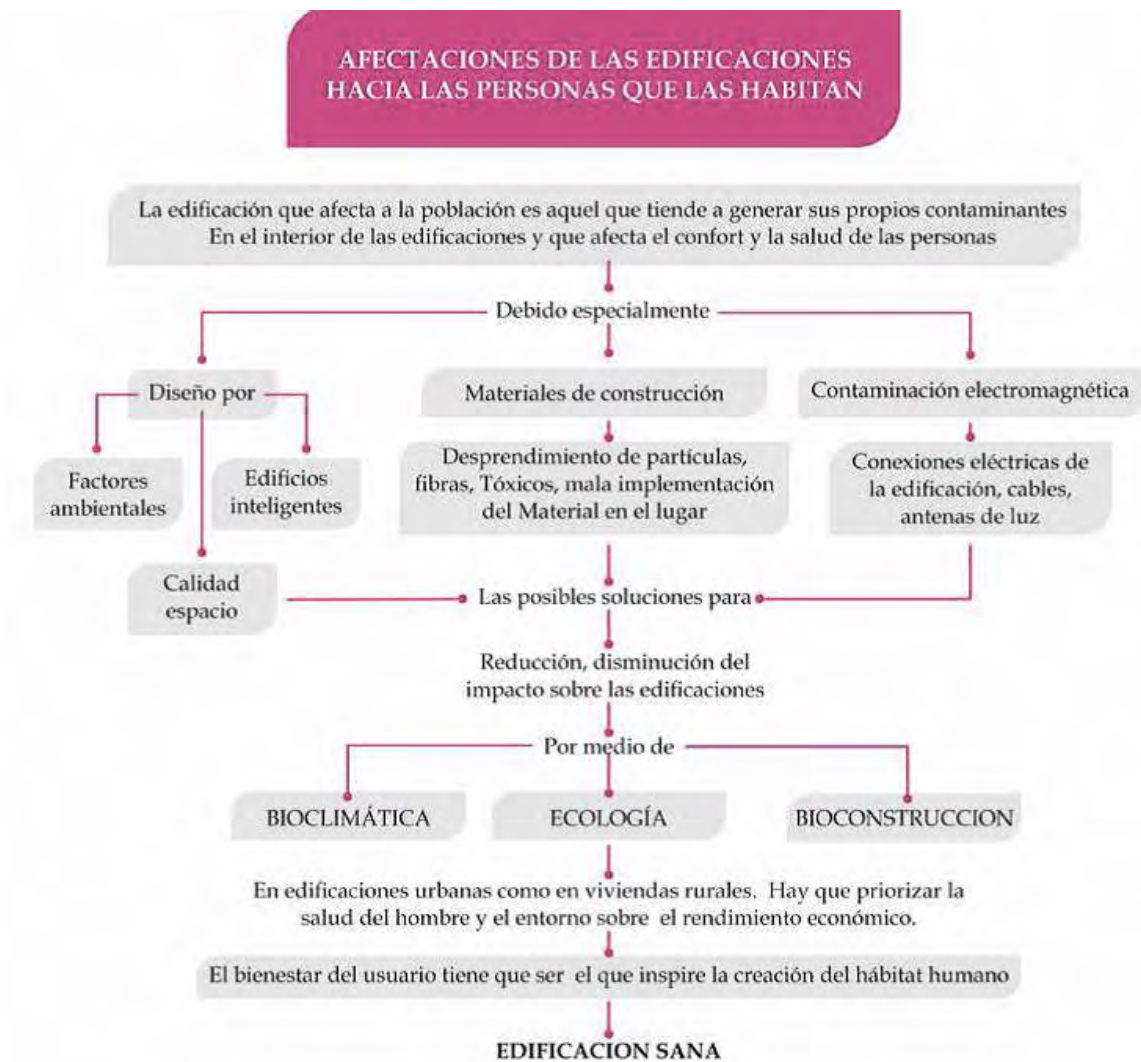 AFECTACIONES DE LAS EDIFICACIONES
HACIA LAS PERSONAS QUE LAS HABITAN
La edificación que afecta a la población es aquel que tiende a generar sus propios contaminantes
En el interior de las edificaciones y que afecta el confort y la salud de las personas
Debido especialmente
Diseño por
Materiales de construcción
Contaminación electromagnética
Factores
ambientales
Edificios
inteligentes
Desprendimiento de partículas,
fibras, Tóxicos, mala implementación
del Material en el lugar
Conexiones eléctricas de
la edificación, cables,
antenas de luz
Calidad
espacio
Las posibles soluciones para
Reducción, disminución del
impacto sobre las edificaciones
Por medio de
BIOCLIMÁTICA
ECOLOGÍA
BIOCONSTRUCCION
En edificaciones urbanas como en viviendas rurales. Hay que priorizar la
salud del hombre y el entorno sobre el rendimiento económico.
El bienestar del usuario tiene que ser el que inspire la creación del hábitat humano
EDIFICACION SANA